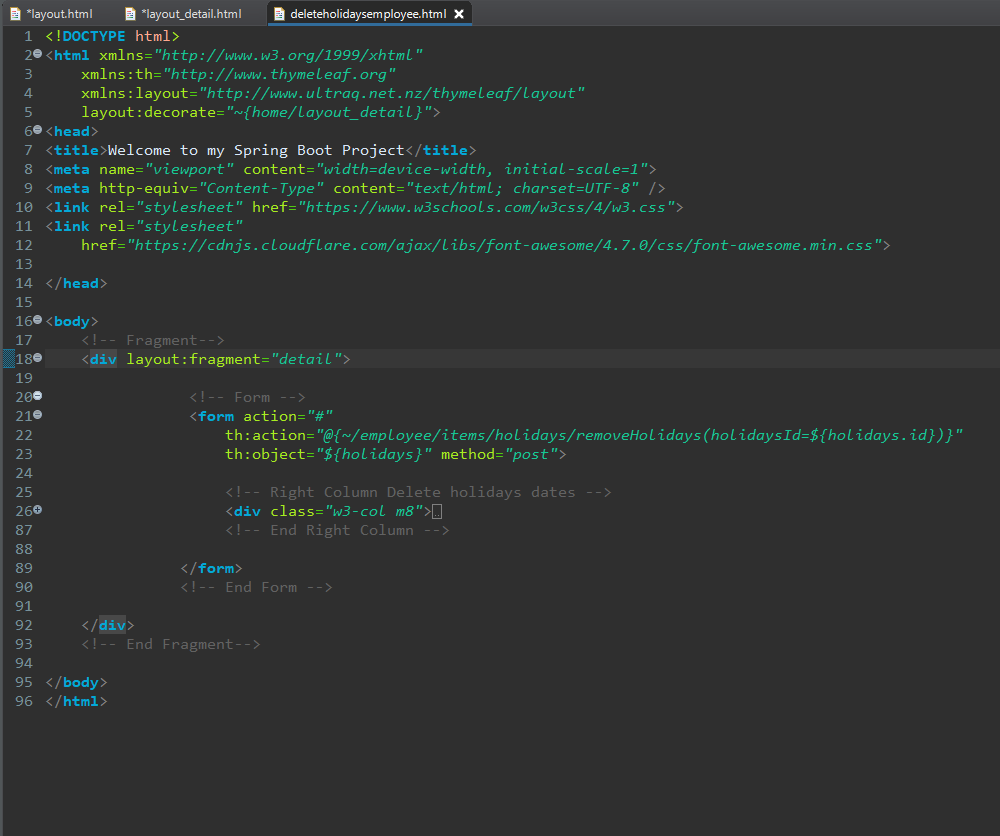 *layout.html *layout_detail.html deleteholidaysemployee.html
1 <!DOCTYPE html>
2 <html xmlns="http://www.w3.org/1999/xhtml"
3 xmlns:th="http://www.thymeleaf.org"
4 xmlns:layout="http://www.ultraq.net.nz/thymeleaf/layout"
5 layout:decorate="~{home/layout_detail}">
6 <head>
7 <title>Welcome to my Spring Boot Project</title>
8 <meta name="viewport" content="width=device-width, initial-scale=1">
9 <meta http-equiv="Content-Type" content="text/html; charset=UTF-8" />
10 <link rel="stylesheet" href="https://www.w3schools.com/w3css/4/w3.css">
11 <link rel="stylesheet"
12 href="https://cdnjs.cloudflare.com/ajax/libs/font-awesome/4.7.0/css/font-awesome.min.css">
13
14 </head>
15
16 <body>
17 <!-- Fragment-->
18 <div layout:fragment="detail">
19
20 <!-- Form -->
21 <form action="#"
22 th:action="@{~/employee/items/holidays/removeHolidays(holidaysId=${holidays.id})}"
23 th:object="${holidays}" method="post">
24
25 <!-- Right Column Delete holidays dates -->
26 <div class="w3-col m8">
87 <!-- End Right Column -->
88
89 </form>
90 <!-- End Form -->
91
92 </div>
93 <!-- End Fragment-->
94
95 </body>
96 </html>